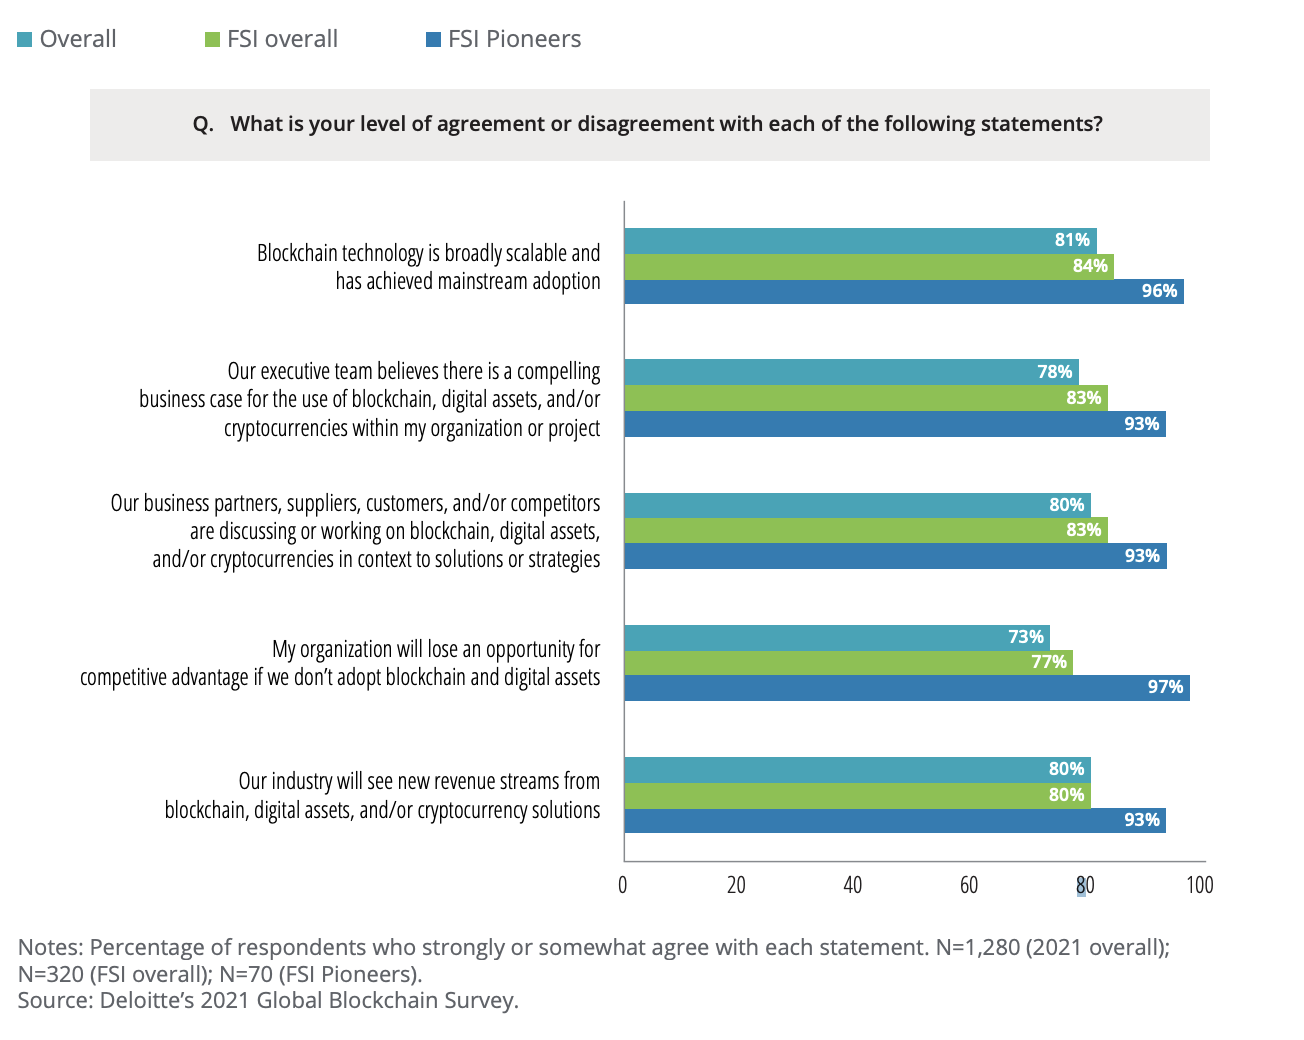 Overall FSI overall FSI Pioneers
Q. What is your level of agreement or disagreement with each of the following statements?
Blockchain technology is broadly scalable and
has achieved mainstream adoption
81%
84%
96%
Our executive team believes there is a compelling
business case for the use of blockchain, digital assets, and/or
cryptocurrencies within my organization or project
78%
83%
93%
Our business partners, suppliers, customers, and/or competitors
are discussing or working on blockchain, digital assets,
and/or cryptocurrencies in context to solutions or strategies
80%
83%
93%
My organization will lose an opportunity for
competitive advantage if we don’t adopt blockchain and digital assets
73%
77%
97%
Our industry will see new revenue streams from
blockchain, digital assets, and/or cryptocurrency solutions
80%
80%
93%
0 20 40 60 80 100
Notes: Percentage of respondents who strongly or somewhat agree with each statement. N=1,280 (2021 overall);
N=320 (FSI overall); N=70 (FSI Pioneers).
Source: Deloitte’s 2021 Global Blockchain Survey.